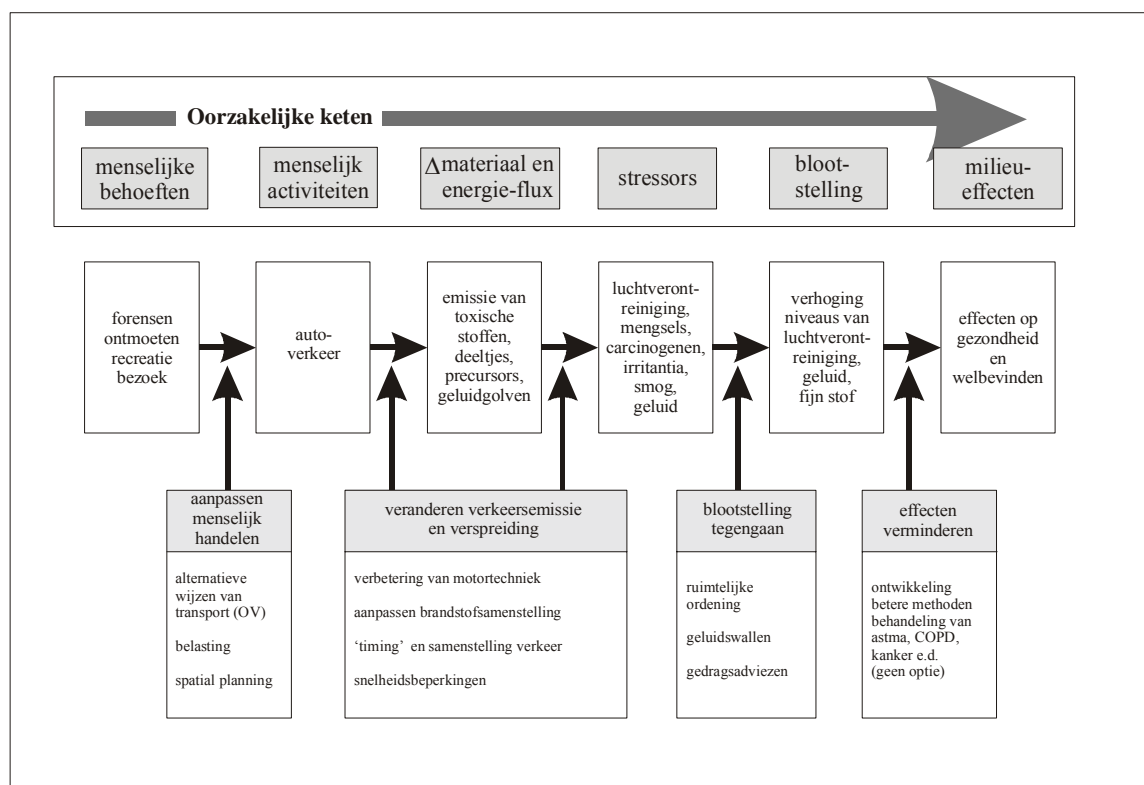 Oorzakelijke keten
menselijke
behoeften
menselijk
activiteiten
Δmateriaal en
energie-flux
stressors
bloot-
stelling
milieu-
effecten
forensen
ontmoeten
recreatie
bezoek
auto-
verkeer
emissie van
toxische
stoffen,
deeltjes,
precursors,
geluidgolven
luchtveront-
reiniging,
mengsels,
carcinogenen,
irritantia,
smog,
geluid
verhoging
niveaus van
luchtveront-
reiniging,
geluid,
fijn stof
effecten op
gezondheid
en
welbevinden
aanpassen
menselijk
handelen
alternatieve
wijzen van
transport (OV)
belasting
spatial planning
veranderen verkeersemissie
en verspreiding
verbetering van motortechniek
aanpassen brandstofsamenstelling
‘timing’ en samenstelling verkeer
snelheidsbeperkingen
blootstelling
tegengaan
ruimtelijke
ordening
geluidswallen
gedragsadviezen
effecten
verminderen
ontwikkeling
betere methoden
behandeling van
astma, COPD,
kanker e.d.
(geen optie)